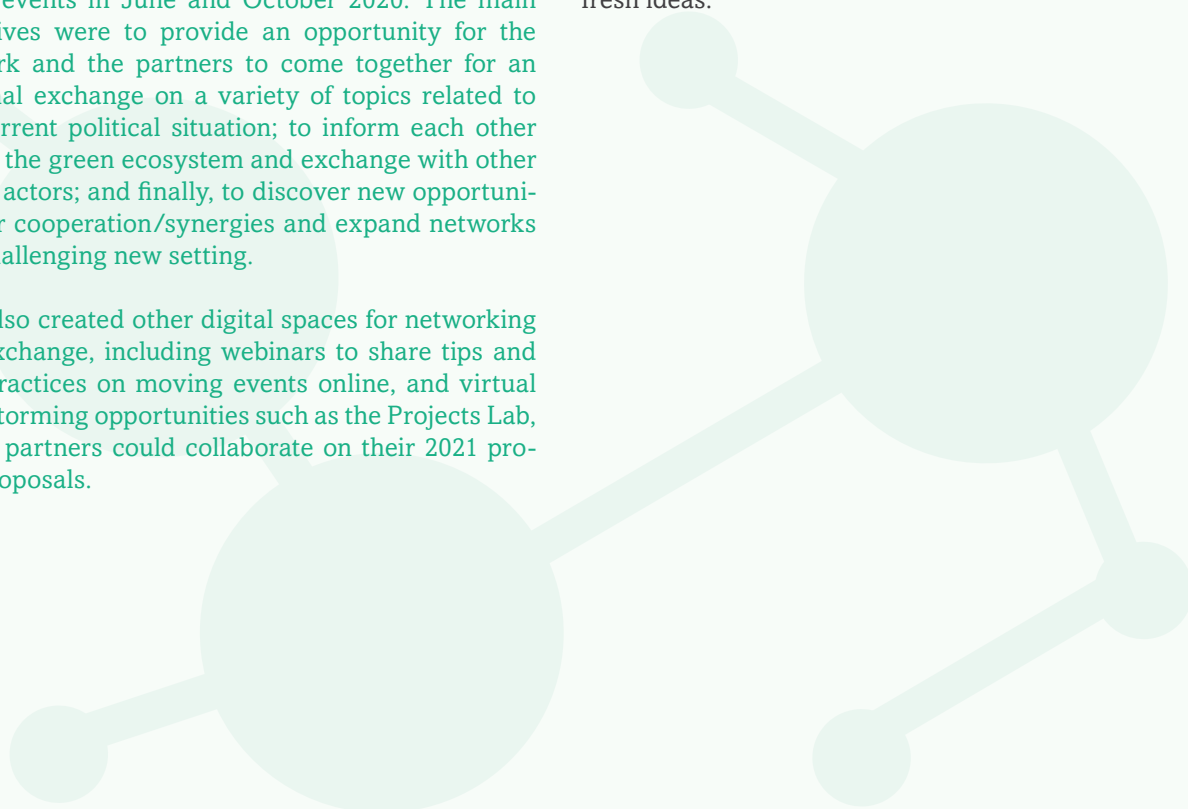 events in June and October 2020. The main
ives were to provide an opportunity for the
rk and the partners to come together for an
al exchange on a variety of topics related to
rrent political situation; to inform each other
the green ecosystem and exchange with other
actors; and finally, to discover new opportuni-
r cooperation/synergies and expand networks
allenging new setting.
lso created other digital spaces for networking
xchange, including webinars to share tips and
ractices on moving events online, and virtual
torming opportunities such as the Projects Lab,
partners could collaborate on their 2021 pro-
oposals.
fresh ideas.